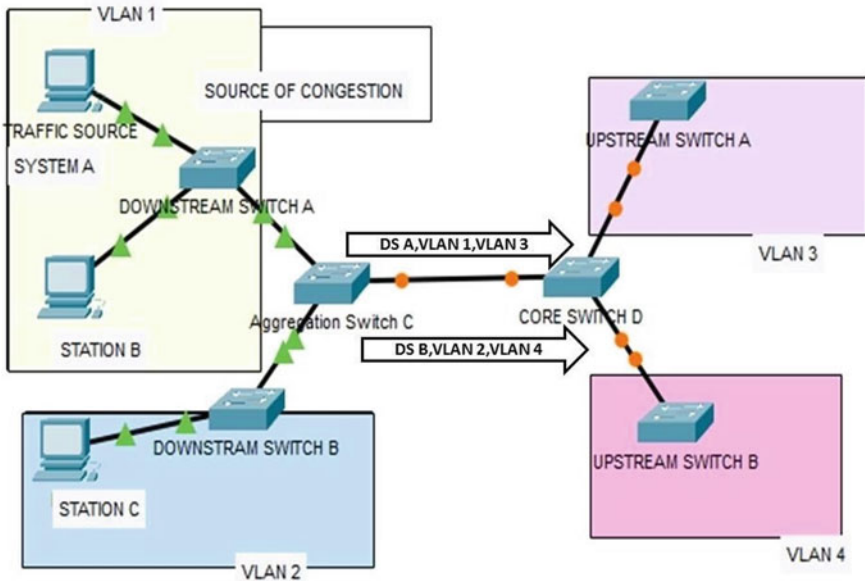 VLAN 1
SOURCE OF CONGESTION
TRAFFIC SOURCE
SYSTEM A
DOWNSTREAM SWITCH A
STATION B
UPSTREAM SWITCH A
VLAN 3
DS A,VLAN 1,VLAN 3
Aggregation Switch C
CORE SWITCH D
DS B,VLAN 2,VLAN 4
DOWNSTRAM SWITCH B
STATION C
VLAN 2
UPSTREAM SWITCH B
VLAN 4